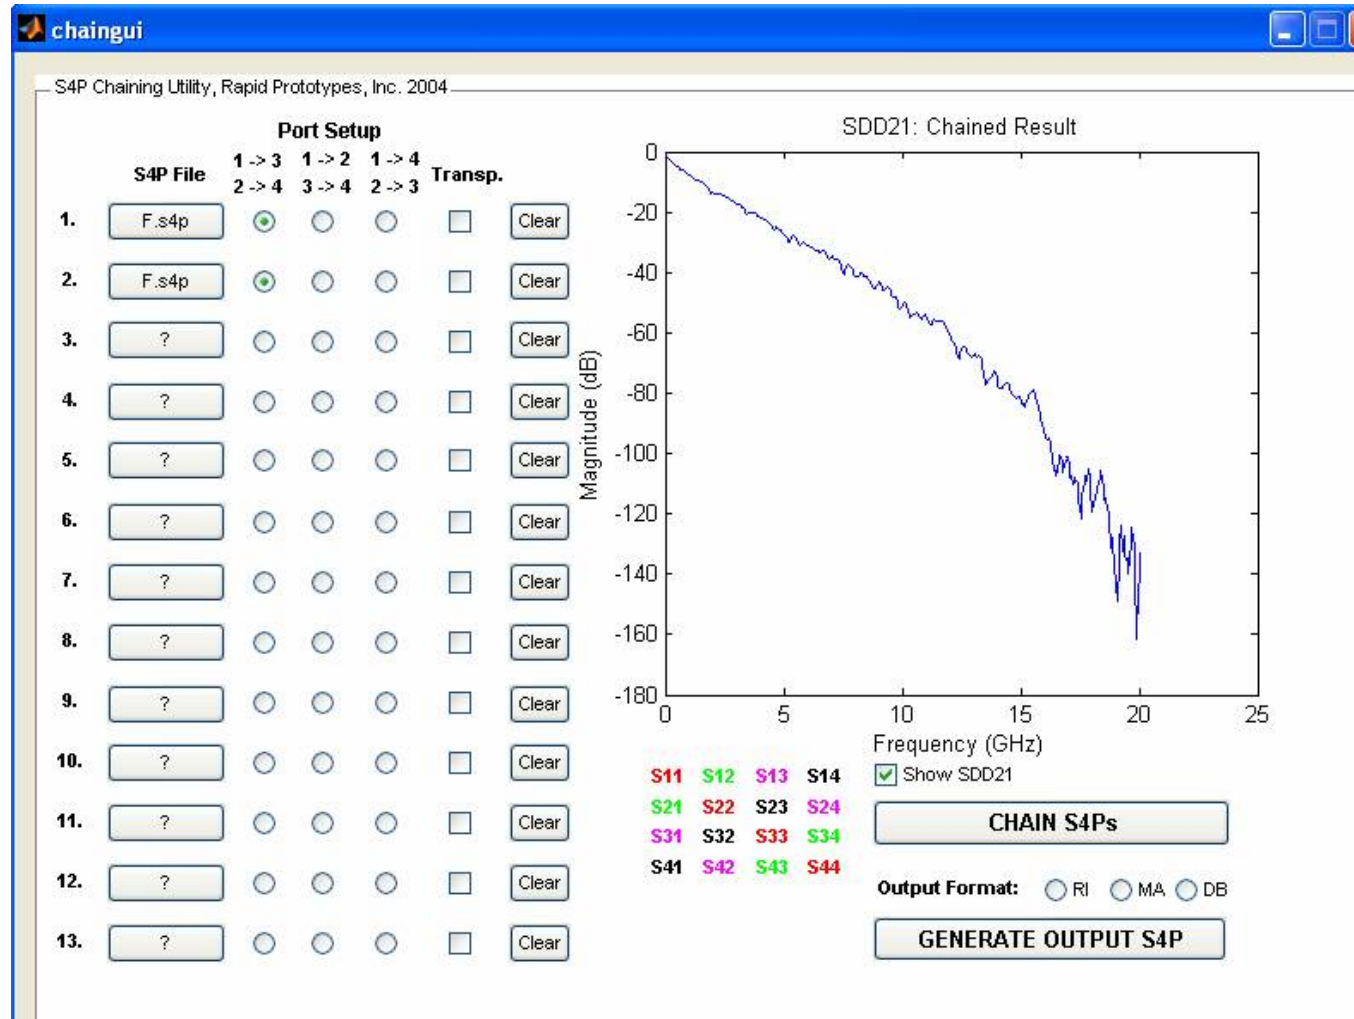 chaingui
S4P Chaining Utility, Rapid Prototypes, Inc. 2004
Port Setup
S4P File 1 -> 3 1 -> 2 1 -> 4 Transp.
2 -> 4 3 -> 4 2 -> 3
1. F.s4p Clear
2. F.s4p Clear
3. ? Clear
4. ? Clear
5. ? Clear
6. ? Clear
7. ? Clear
8. ? Clear
9. ? Clear
10. ? Clear
11. ? Clear
12. ? Clear
13. ? Clear
SDD21: Chained Result
Magnitude (dB)
0
-20
-40
-60
-80
-100
-120
-140
-160
-180
0 5 10 15 20 25
Frequency (GHz)
S11 S12 S13 S14
S21 S22 S23 S24
S31 S32 S33 S34
S41 S42 S43 S44
Show SDD21
CHAIN S4Ps
Output Format: RI MA DB
GENERATE OUTPUT S4P